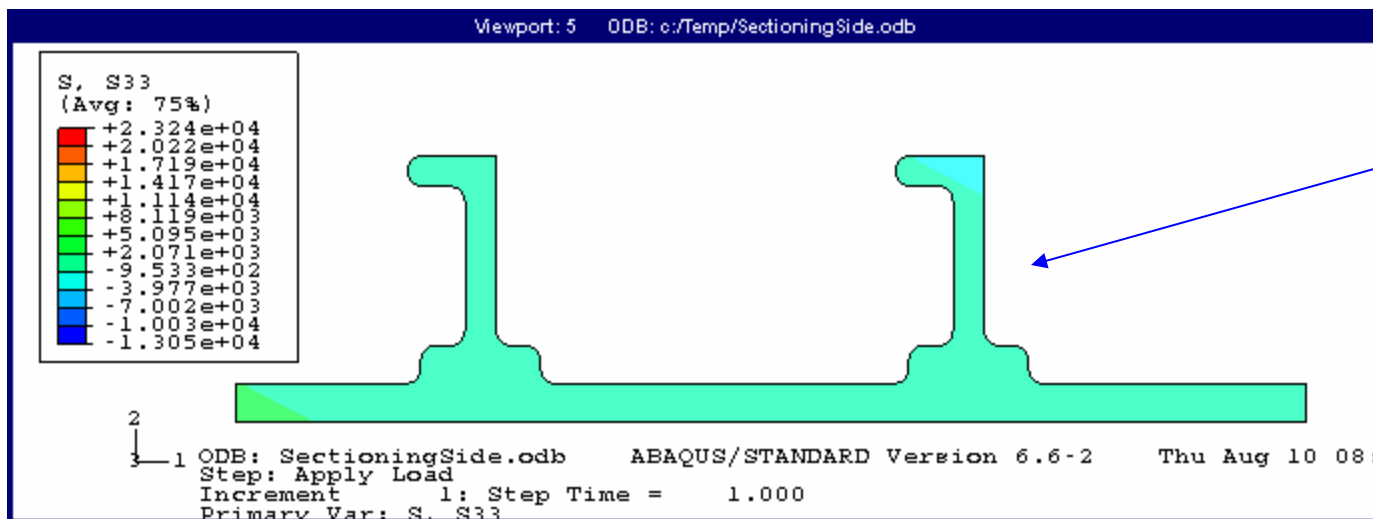 Viewport: 5 ODB: c:/Temp/SectioningSide.odb
S, S33
(Avg: 75%)
+2.324e+04
+2.022e+04
+1.719e+04
+1.417e+04
+1.114e+04
+8.119e+03
+5.095e+03
+2.071e+03
-9.533e+02
-3.977e+03
-7.002e+03
-1.003e+04
-1.305e+04
2
3 1
ODB: SectioningSide.odb ABAQUS/STANDARD Version 6.6-2 Thu Aug 10 08:
Step: Apply Load
Increment 1: Step Time = 1.000
Primary Var: S, S33